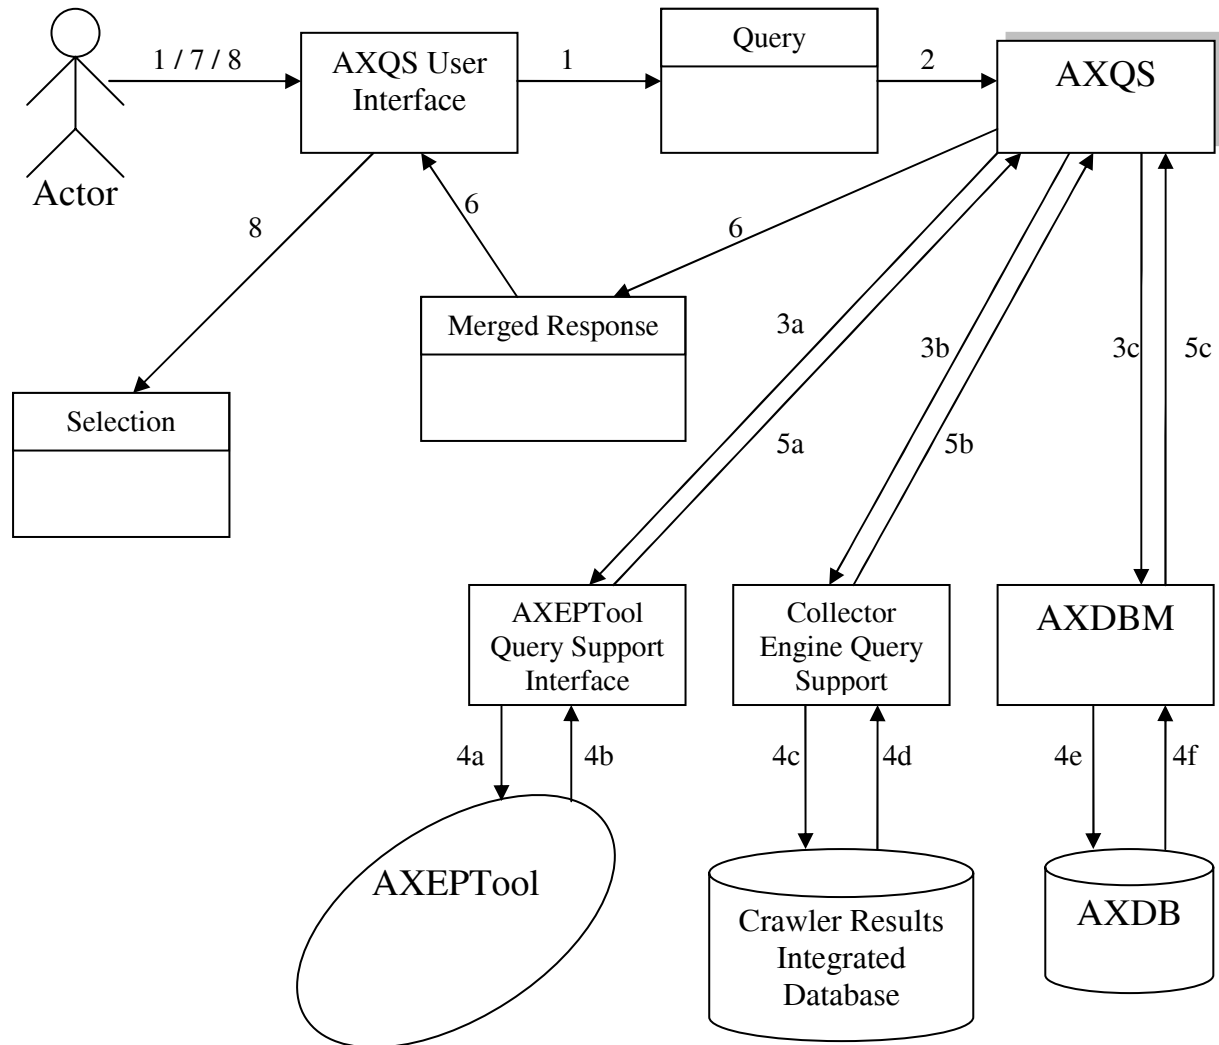 Query
1 / 7 / 8
AXQS User
Interface
1
2
AXQS
Actor
8
6
6
Merged Response
3a
3b
3c
5c
Selection
5a
5b
AXEPTool
Query Support
Interface
Collector
Engine Query
Support
AXDBM
4a
4b
4c
4d
4e
4f
AXEPTool
Crawler Results
Integrated
Database
AXDB